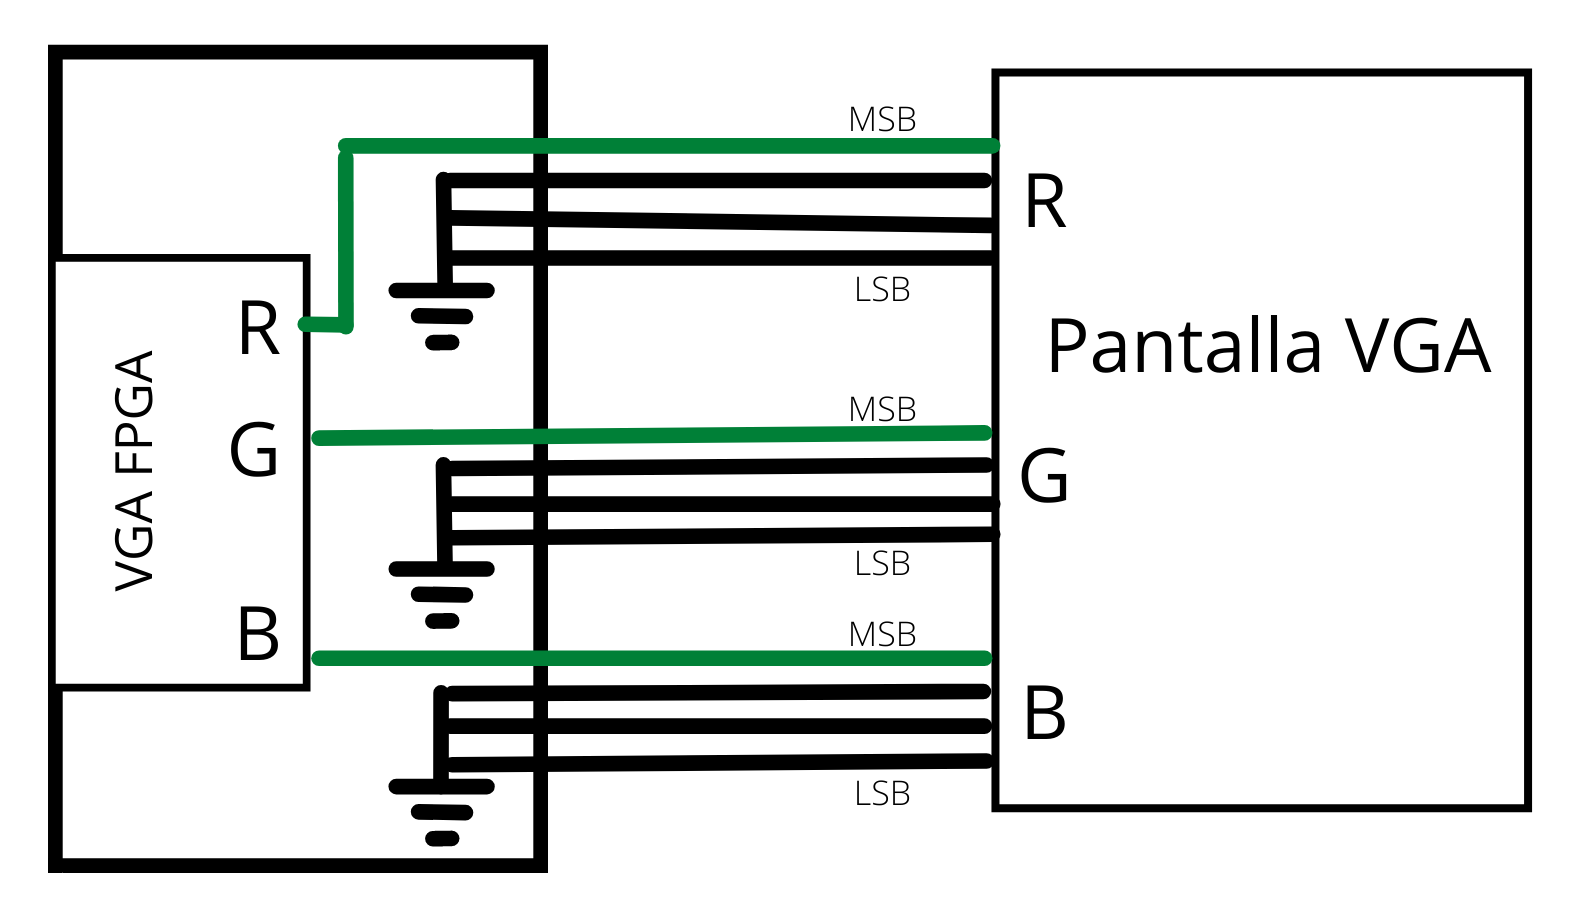 MSB
R
LSB
R
Pantalla VGA
VGA FPGA
MSB
G
G
LSB
B
MSB
B
LSB